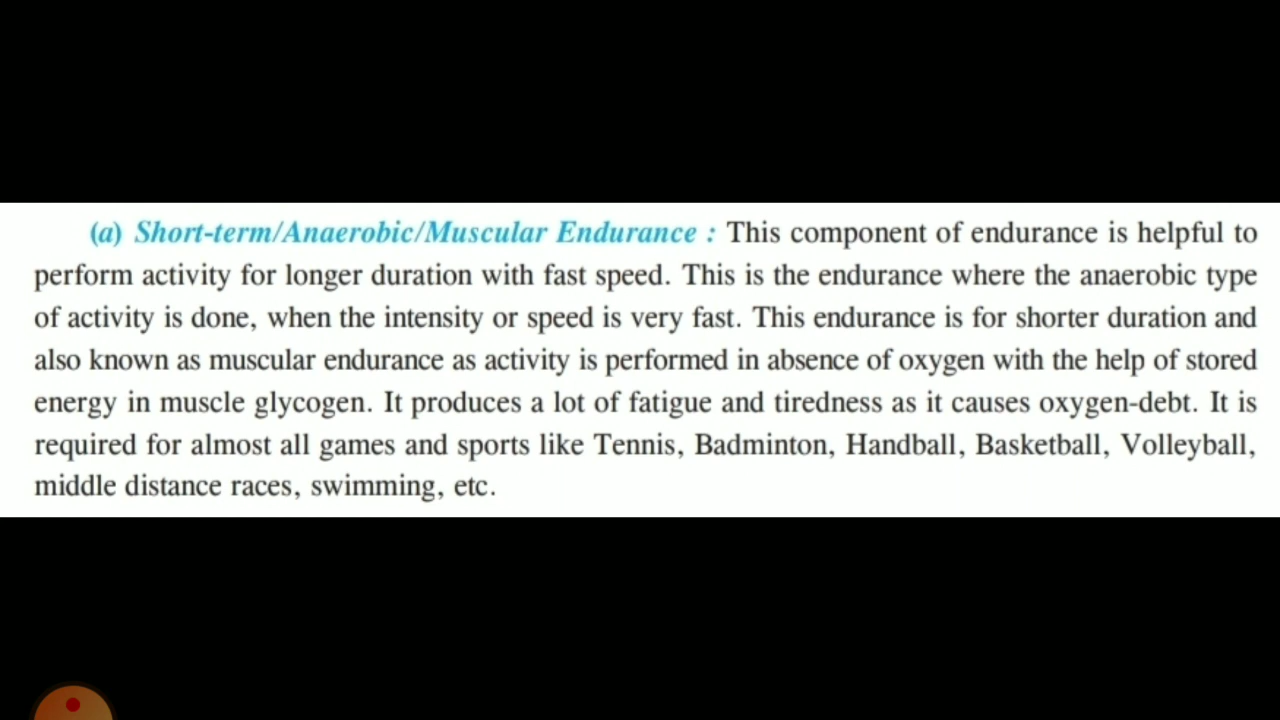 (a) Short-term/Anaerobic/Muscular Endurance : This component of endurance is helpful to
perform activity for longer duration with fast speed. This is the endurance where the anaerobic type
of activity is done, when the intensity or speed is very fast. This endurance is for shorter duration and
also known as muscular endurance as activity is performed in absence of oxygen with the help of stored
energy in muscle glycogen. It produces a lot of fatigue and tiredness as it causes oxygen-debt. It is
required for almost all games and sports like Tennis, Badminton, Handball, Basketball, Volleyball,
middle distance races, swimming, etc.